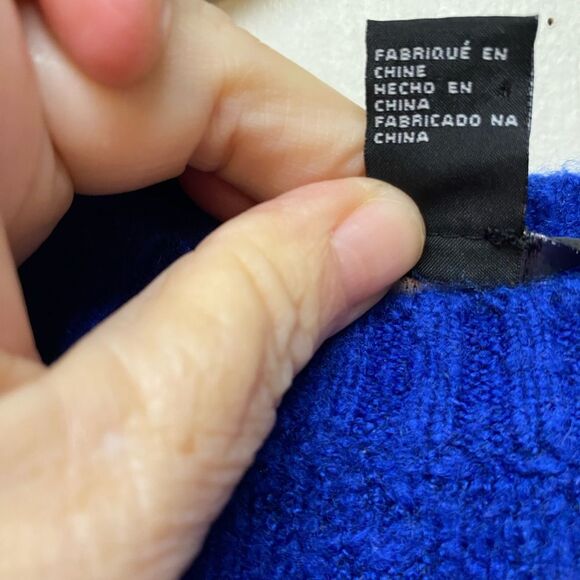 FABRIQUÉ EN
CHINE
HECHO EN
CHINA
FABRICADO NA
CHINA